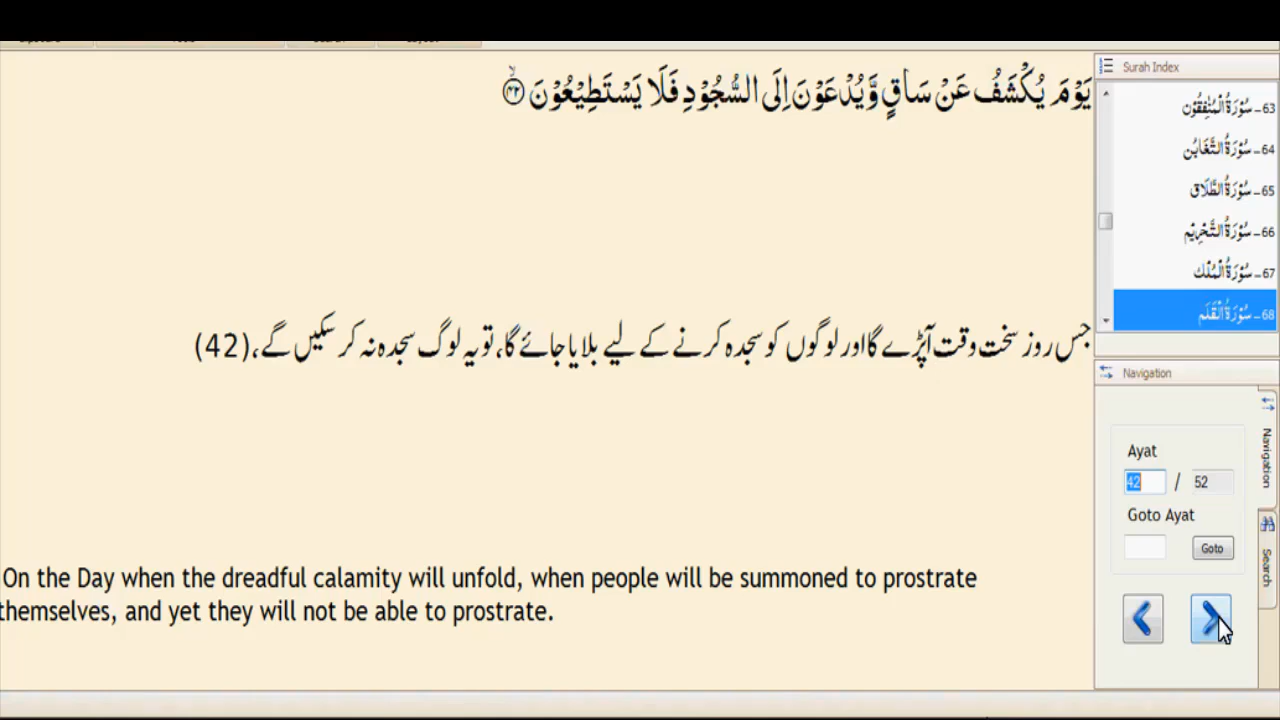 يَوْمَ يُكْشَفُ عَنْ سَاقٍ وَّيُدْعَوْنَ اِلَى السُّجُوْدِ فَلَا يَسْتَطِيْعُوْنَ ۙ﴿۴۲﴾
جس روز سخت وقت آپڑے گا اور لوگوں کو سجدہ کرنے کے لیے بلایا جائے گا، تو یہ لوگ سجدہ نہ کر سکیں گے، (42)
On the Day when the dreadful calamity will unfold, when people will be summoned to prostrate
themselves, and yet they will not be able to prostrate.
Surah Index
63- سُوْرَةُ الْمُنٰفِقُوْن
64- سُوْرَةُ التَّغَابُن
65- سُوْرَةُ الطَّلَاق
66- سُوْرَةُ التَّحْرِيْم
67- سُوْرَةُ الْمُلْك
68- سُوْرَةُ الْقَلَم
Navigation
Ayat
42 / 52
Goto Ayat
Goto
Navigation
Search